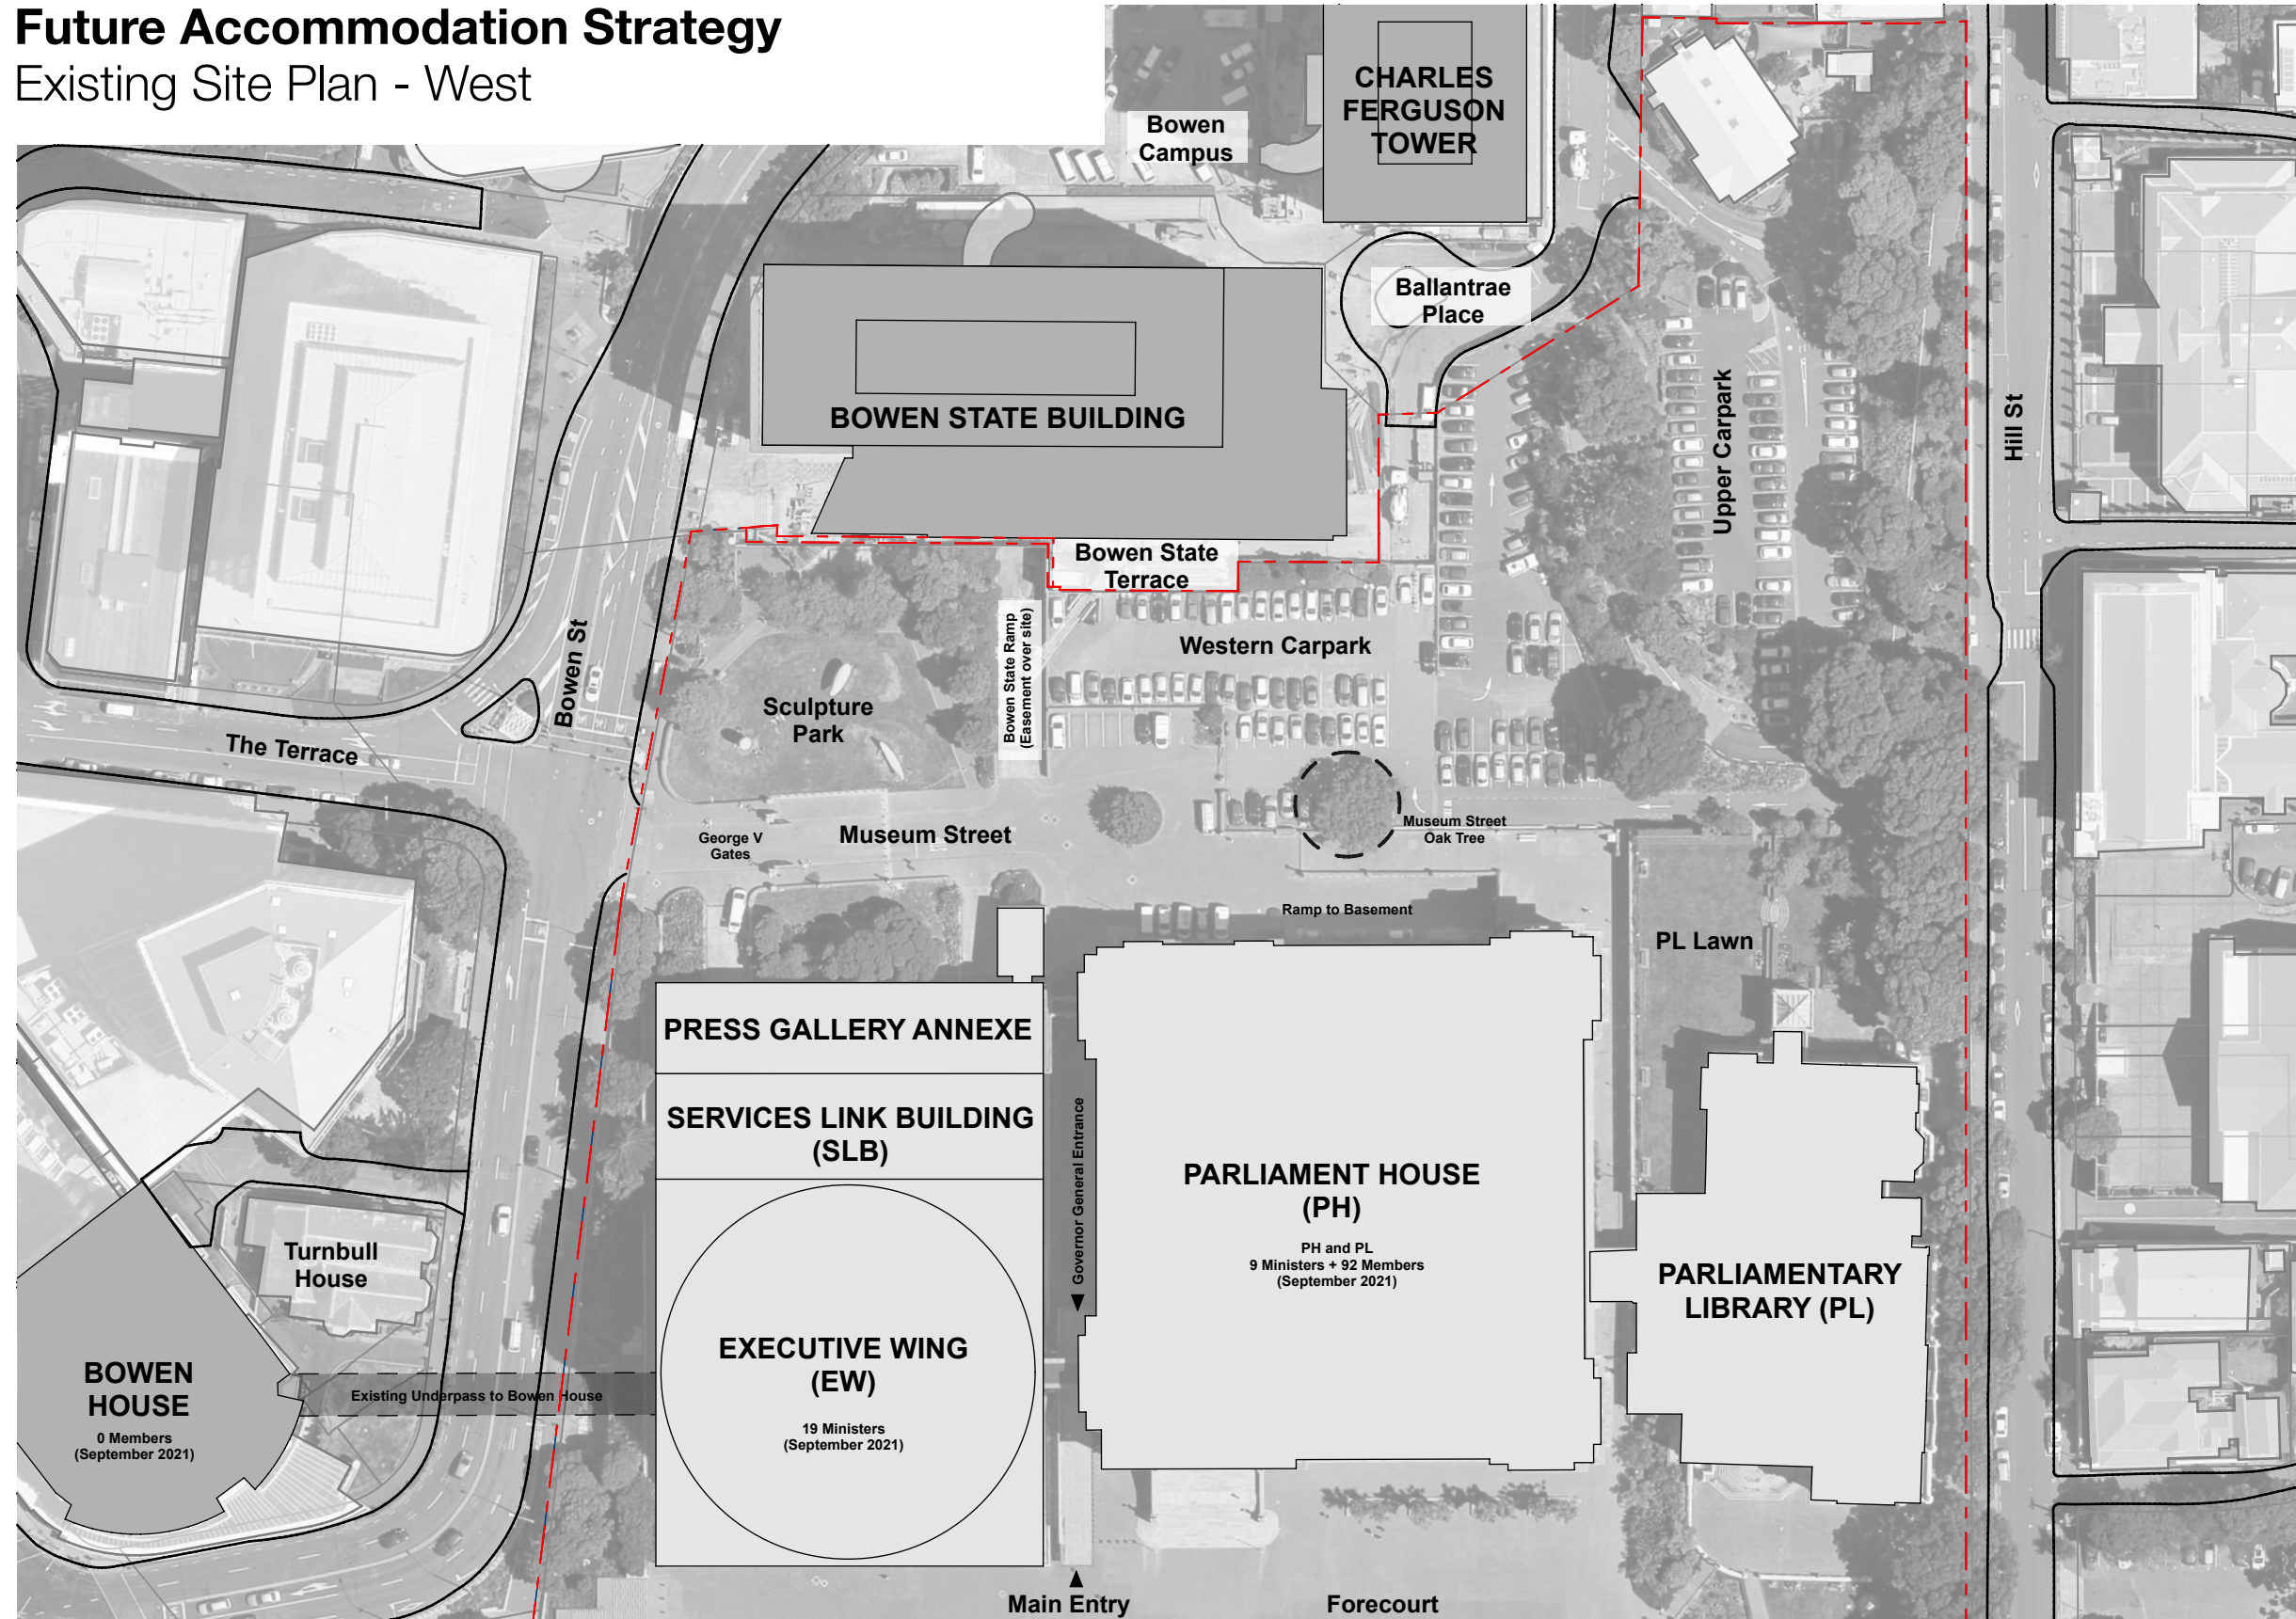 Future Accommodation Strategy
Existing Site Plan - West
CHARLES
FERGUSON
TOWER
Bowen
Campus
Ballantrae
Place
BOWEN STATE BUILDING
Upper Carpark
Hill St
Bowen State
Terrace
Bowen State Ramp
(Easement over site)
Western Carpark
Bowen St
Sculpture
Park
The Terrace
George V
Gates
Museum Street
Museum Street
Oak Tree
Ramp to Basement
PL Lawn
PRESS GALLERY ANNEXE
SERVICES LINK BUILDING
(SLB)
Governor General Entrance
PARLIAMENT HOUSE
(PH)
PH and PL
9 Ministers + 92 Members
(September 2021)
Turnbull
House
PARLIAMENTARY
LIBRARY (PL)
EXECUTIVE WING
(EW)
19 Ministers
(September 2021)
BOWEN
HOUSE
0 Members
(September 2021)
Existing Underpass to Bowen House
Main Entry
Forecourt